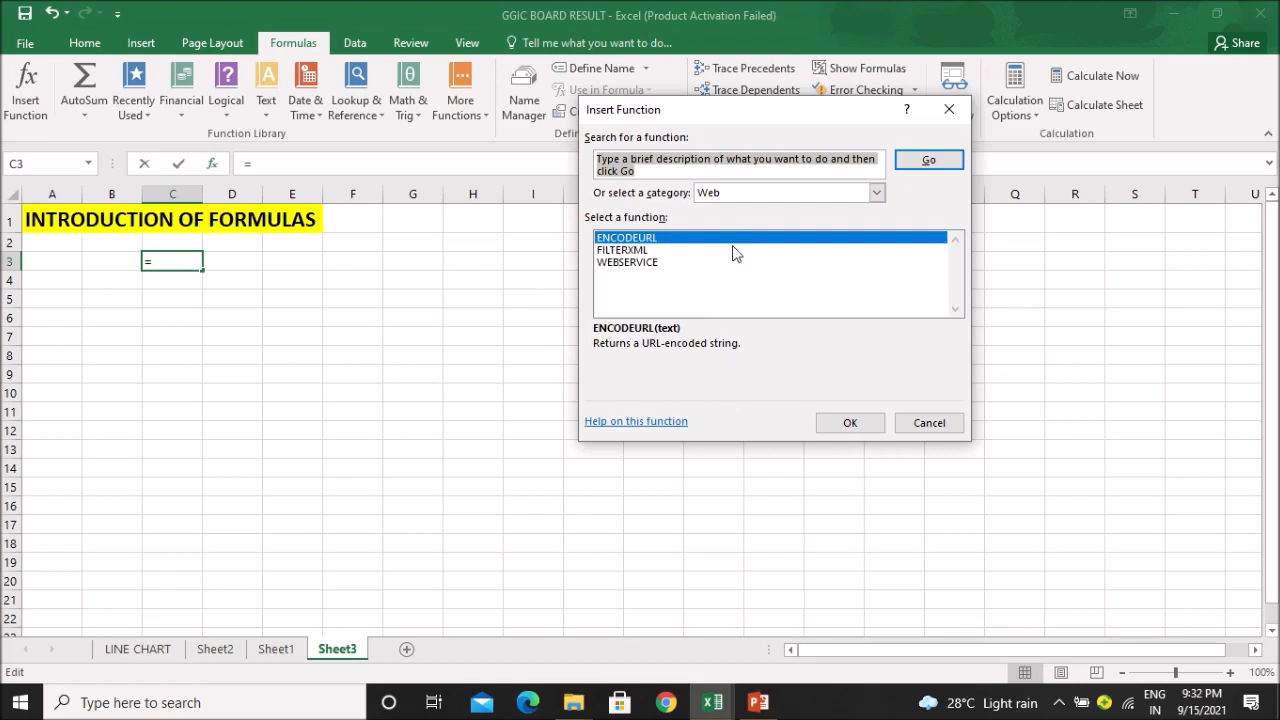 GGIC BOARD RESULT - Excel (Product Activation Failed)
File Home Insert Page Layout Formulas Data Review View Tell me what you want to do... Share
Insert Function
AutoSum
Recently Used
Financial
Logical
Text
Date & Time
Lookup & Reference
Math & Trig
More Functions
Function Library
Name Manager
Define Name
Use in Formula
Trace Precedents
Trace Dependents
Show Formulas
Error Checking
Calculation Options
Calculate Now
Calculate Sheet
Calculation
C3
=
Insert Function
?
Search for a function:
Type a brief description of what you want to do and then
click Go
Go
Or select a category: Web
Select a function:
ENCODEURL
FILTERXML
WEBSERVICE
ENCODEURL(text)
Returns a URL-encoded string.
Help on this function
OK
Cancel
A B C D E F G H I Q R S T U
1 INTRODUCTION OF FORMULAS
2
3 =
4
5
6
7
8
9
10
11
12
13
14
15
16
17
18
19
20
21
22
LINE CHART Sheet2 Sheet1 Sheet3
Edit
100%
Type here to search
28°C Light rain
ENG
IN
9:32 PM
9/15/2021